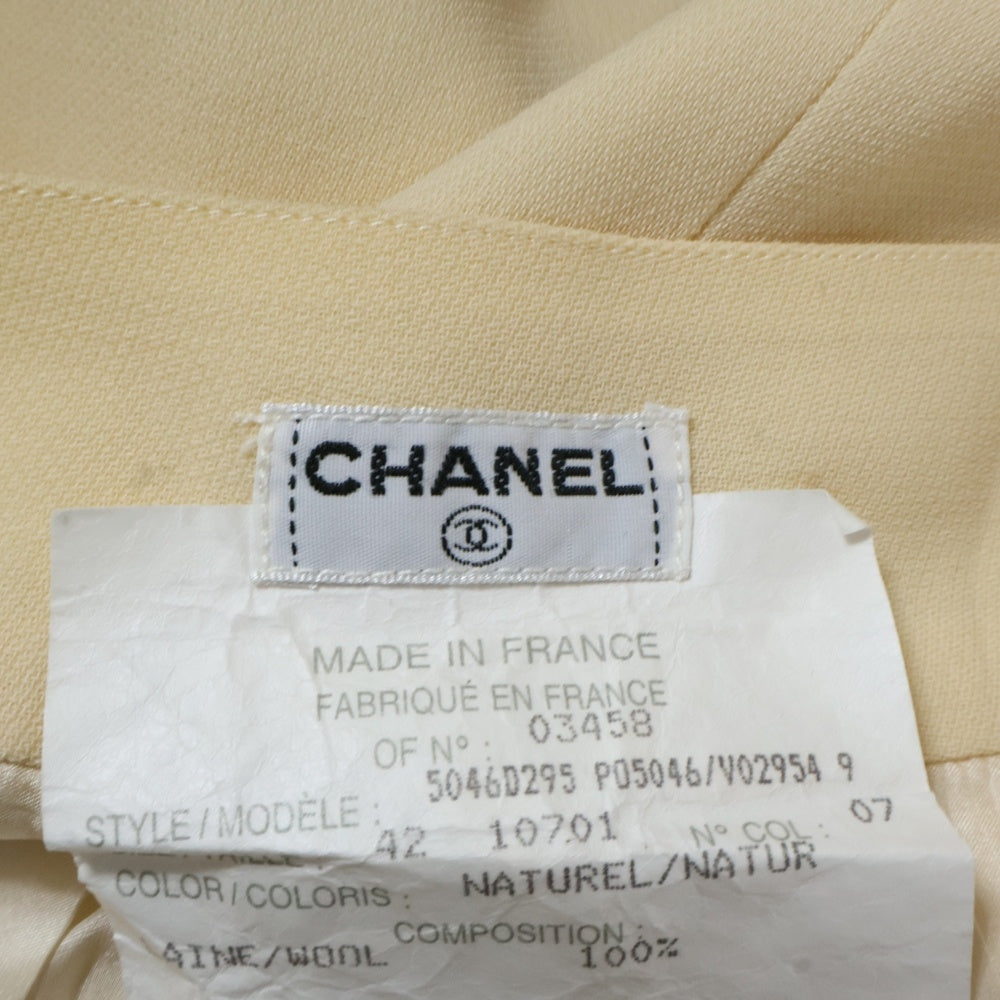 CHANEL
MADE IN FRANCE
FABRIQUÉ EN FRANCE
OF N° : 03458
5046D295 P05046/V02954 9
STYLE / MODÈLE :
42 10701 N° COL : 07
COLOR / COLORIS : NATUREL/NATUR
COMPOSITION :
AINE/WOOL 100%